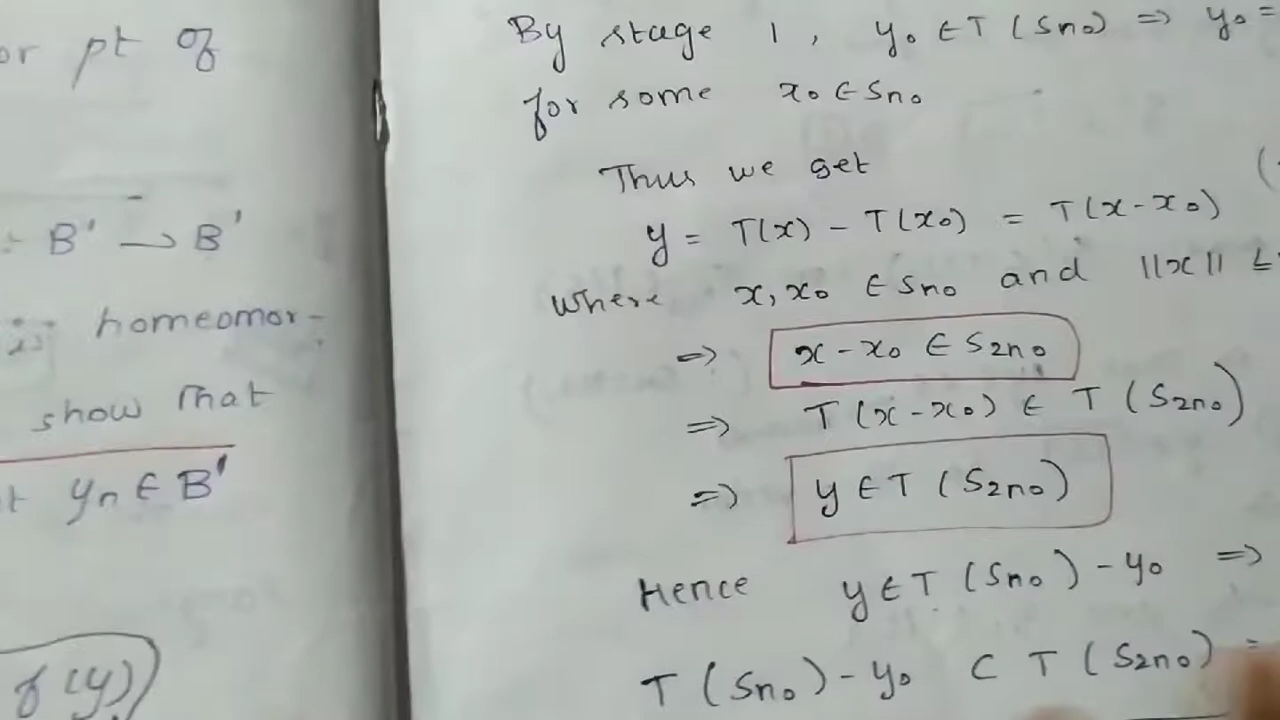 or pt of
B' → B'
is homeomor-
show that
t yn ∈ B'
f(y)
By stage 1, y₀ ∈ T(Sn₀) ⇒ y₀ =
for some x₀ ∈ Sn₀
Thus we get
y = T(x) - T(x₀) = T(x - x₀)
where x, x₀ ∈ Sn₀ and ||x|| ≤
⇒ x - x₀ ∈ S2n₀
⇒ T(x - x₀) ∈ T(S2n₀)
⇒ y ∈ T(S2n₀)
Hence y ∈ T(Sn₀) - y₀ ⇒
T(Sn₀) - y₀ ⊂ T(S2n₀) =